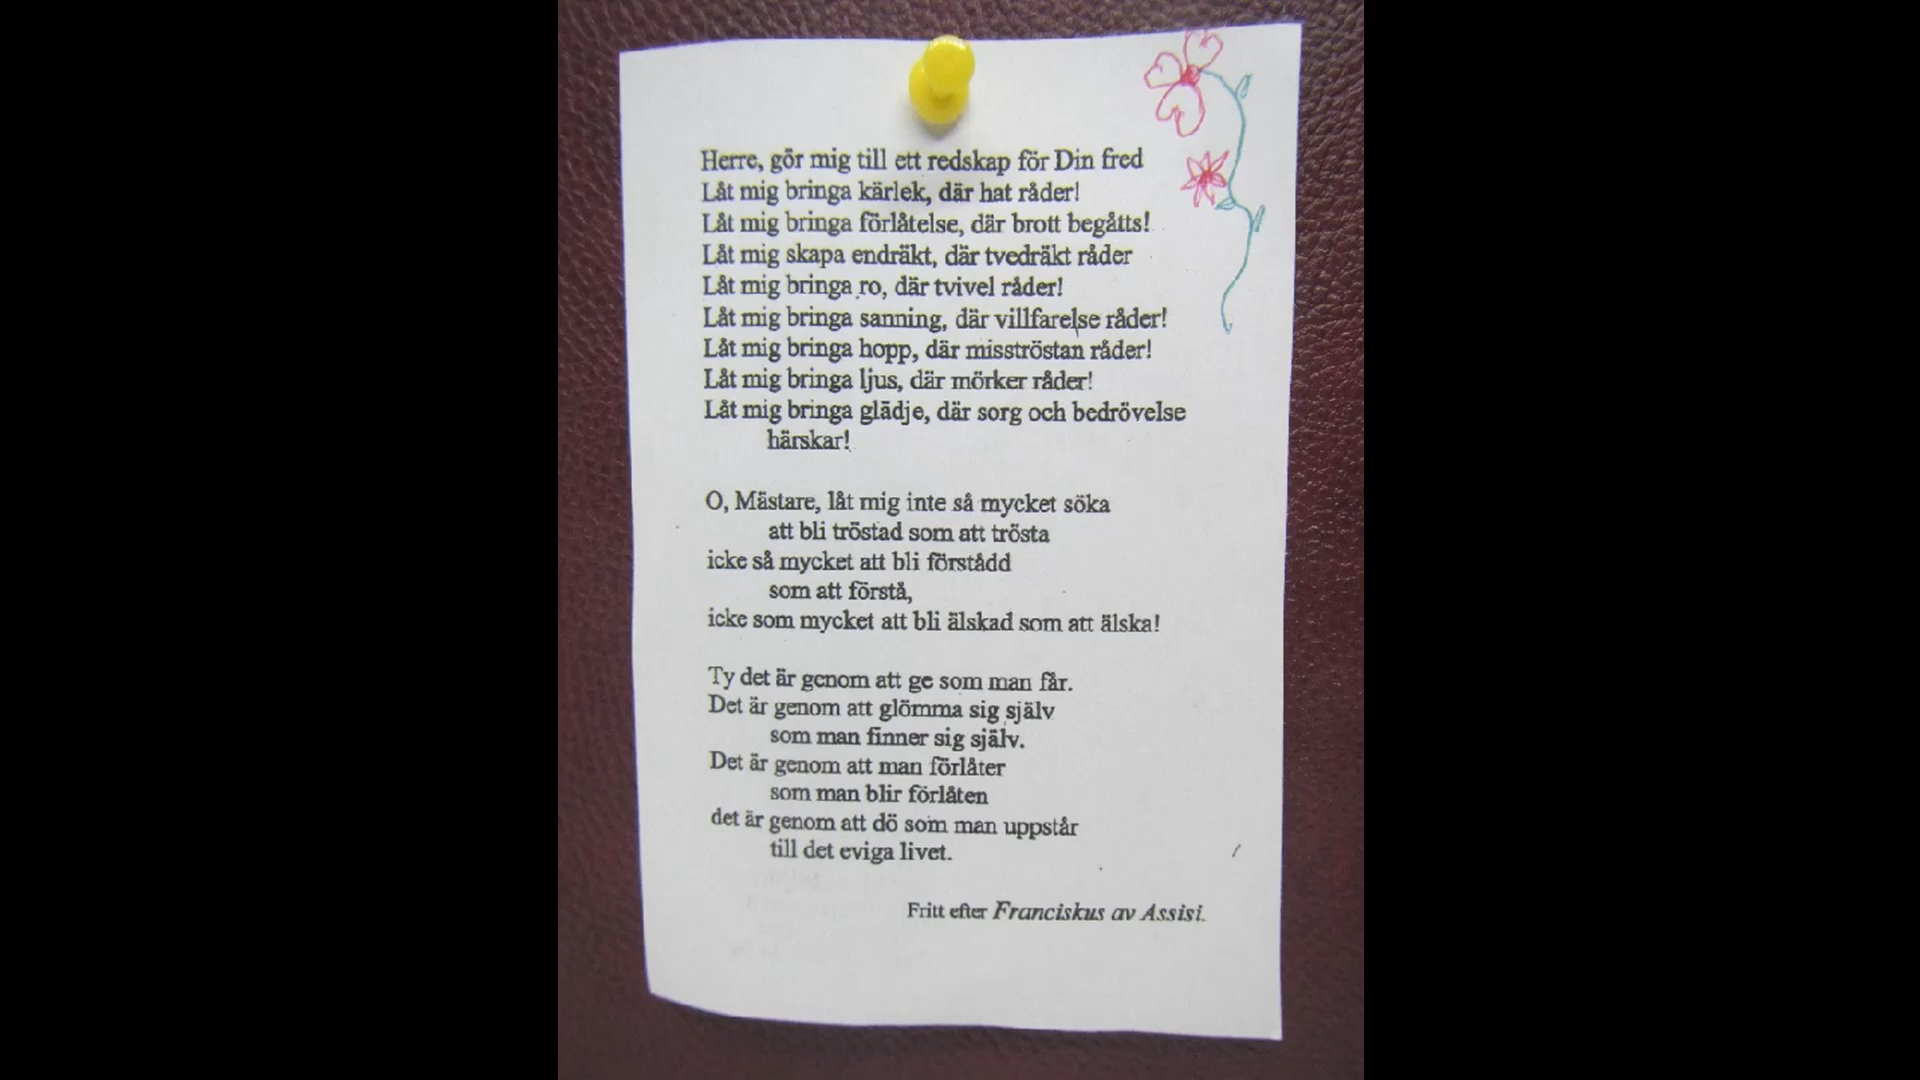 Herre, gör mig till ett redskap för Din fred
Låt mig bringa kärlek, där hat råder!
Låt mig bringa förlåtelse, där brott begåtts!
Låt mig skapa endräkt, där tvedräkt råder
Låt mig bringa ro, där tvivel råder!
Låt mig bringa sanning, där villfarelse råder!
Låt mig bringa hopp, där misströstan råder!
Låt mig bringa ljus, där mörker råder!
Låt mig bringa glädje, där sorg och bedrövelse
härskar!
O, Mästare, låt mig inte så mycket söka
att bli tröstad som att trösta
icke så mycket att bli förstådd
som att förstå,
icke som mycket att bli älskad som att älska!
Ty det är genom att ge som man får.
Det är genom att glömma sig själv
som man finner sig själv.
Det är genom att man förlåter
som man blir förlåten
det är genom att dö som man uppstår
till det eviga livet.
Fritt efter Franciskus av Assisi.